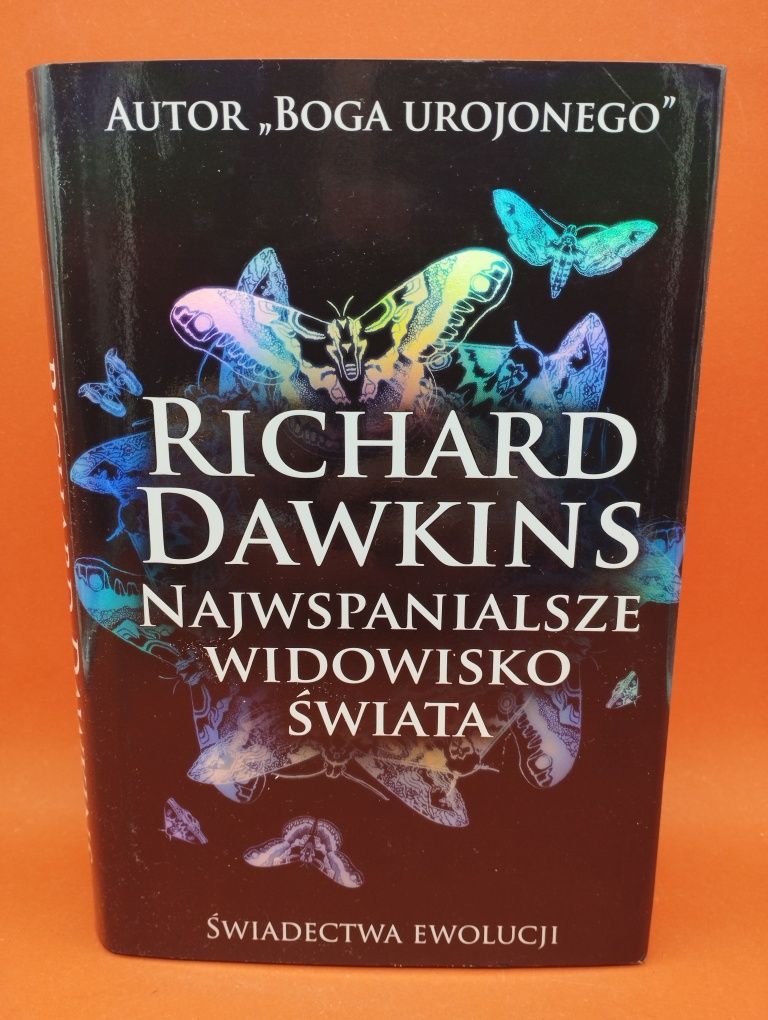 AUTOR „BOGA UROJONEGO”
RICHARD
DAWKINS
NAJWSPANIALSZE
WIDOWISKO
ŚWIATA
ŚWIADECTWA EWOLUCJI